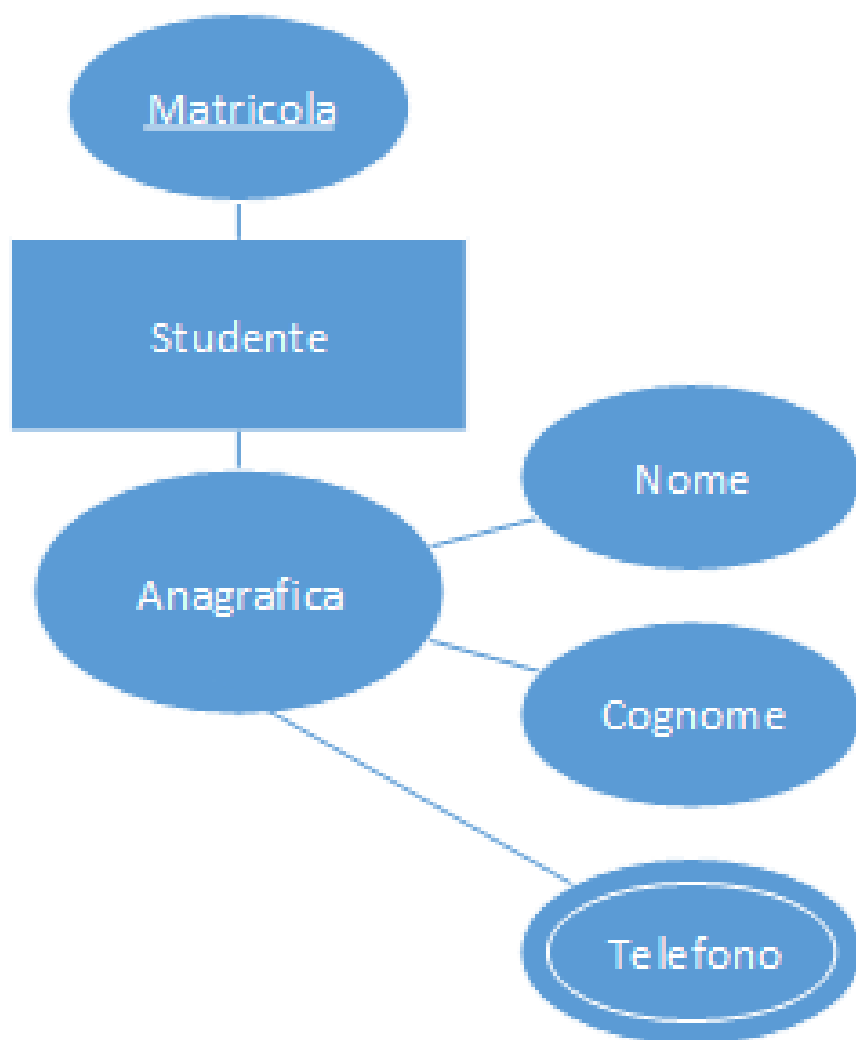 Matricola
Studente
Nome
Anagrafica
Cognome
Telefono